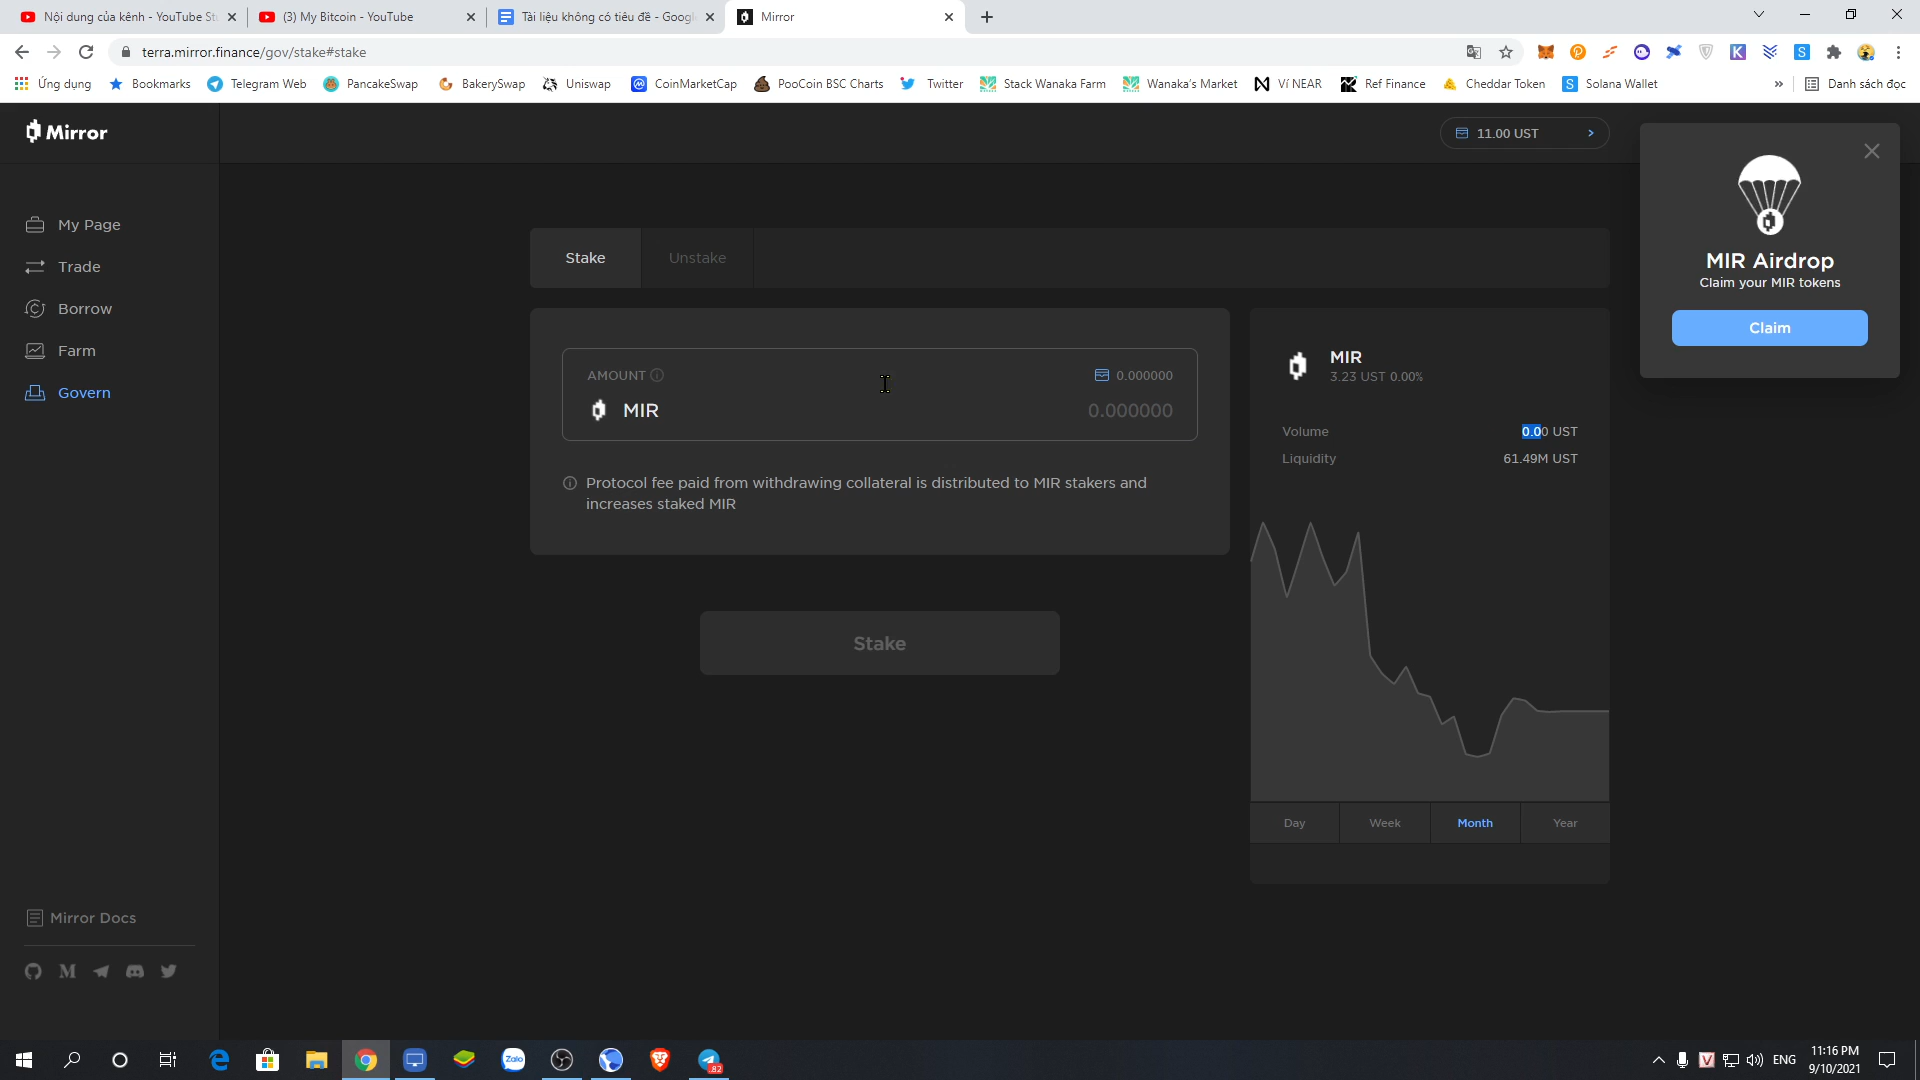 Nội dung của kênh - YouTube St
(3) My Bitcoin - YouTube
Tài liệu không có tiêu đề - Googl
Mirror
terra.mirror.finance/gov/stake#stake
Ứng dụng
Bookmarks
Telegram Web
PancakeSwap
BakerySwap
Uniswap
CoinMarketCap
PooCoin BSC Charts
Twitter
Stack Wanaka Farm
Wanaka's Market
Ví NEAR
Ref Finance
Cheddar Token
Solana Wallet
»
Danh sách đọc
Mirror
11.00 UST
My Page
Trade
Borrow
Farm
Govern
Stake
Unstake
AMOUNT
0.000000
MIR
0.000000
Protocol fee paid from withdrawing collateral is distributed to MIR stakers and
increases staked MIR
Stake
MIR
3.23 UST 0.00%
Volume
0.00 UST
Liquidity
61.49M UST
Day
Week
Month
Year
MIR Airdrop
Claim your MIR tokens
Claim
Mirror Docs
Zalo
82
ENG
11:16 PM
9/10/2021